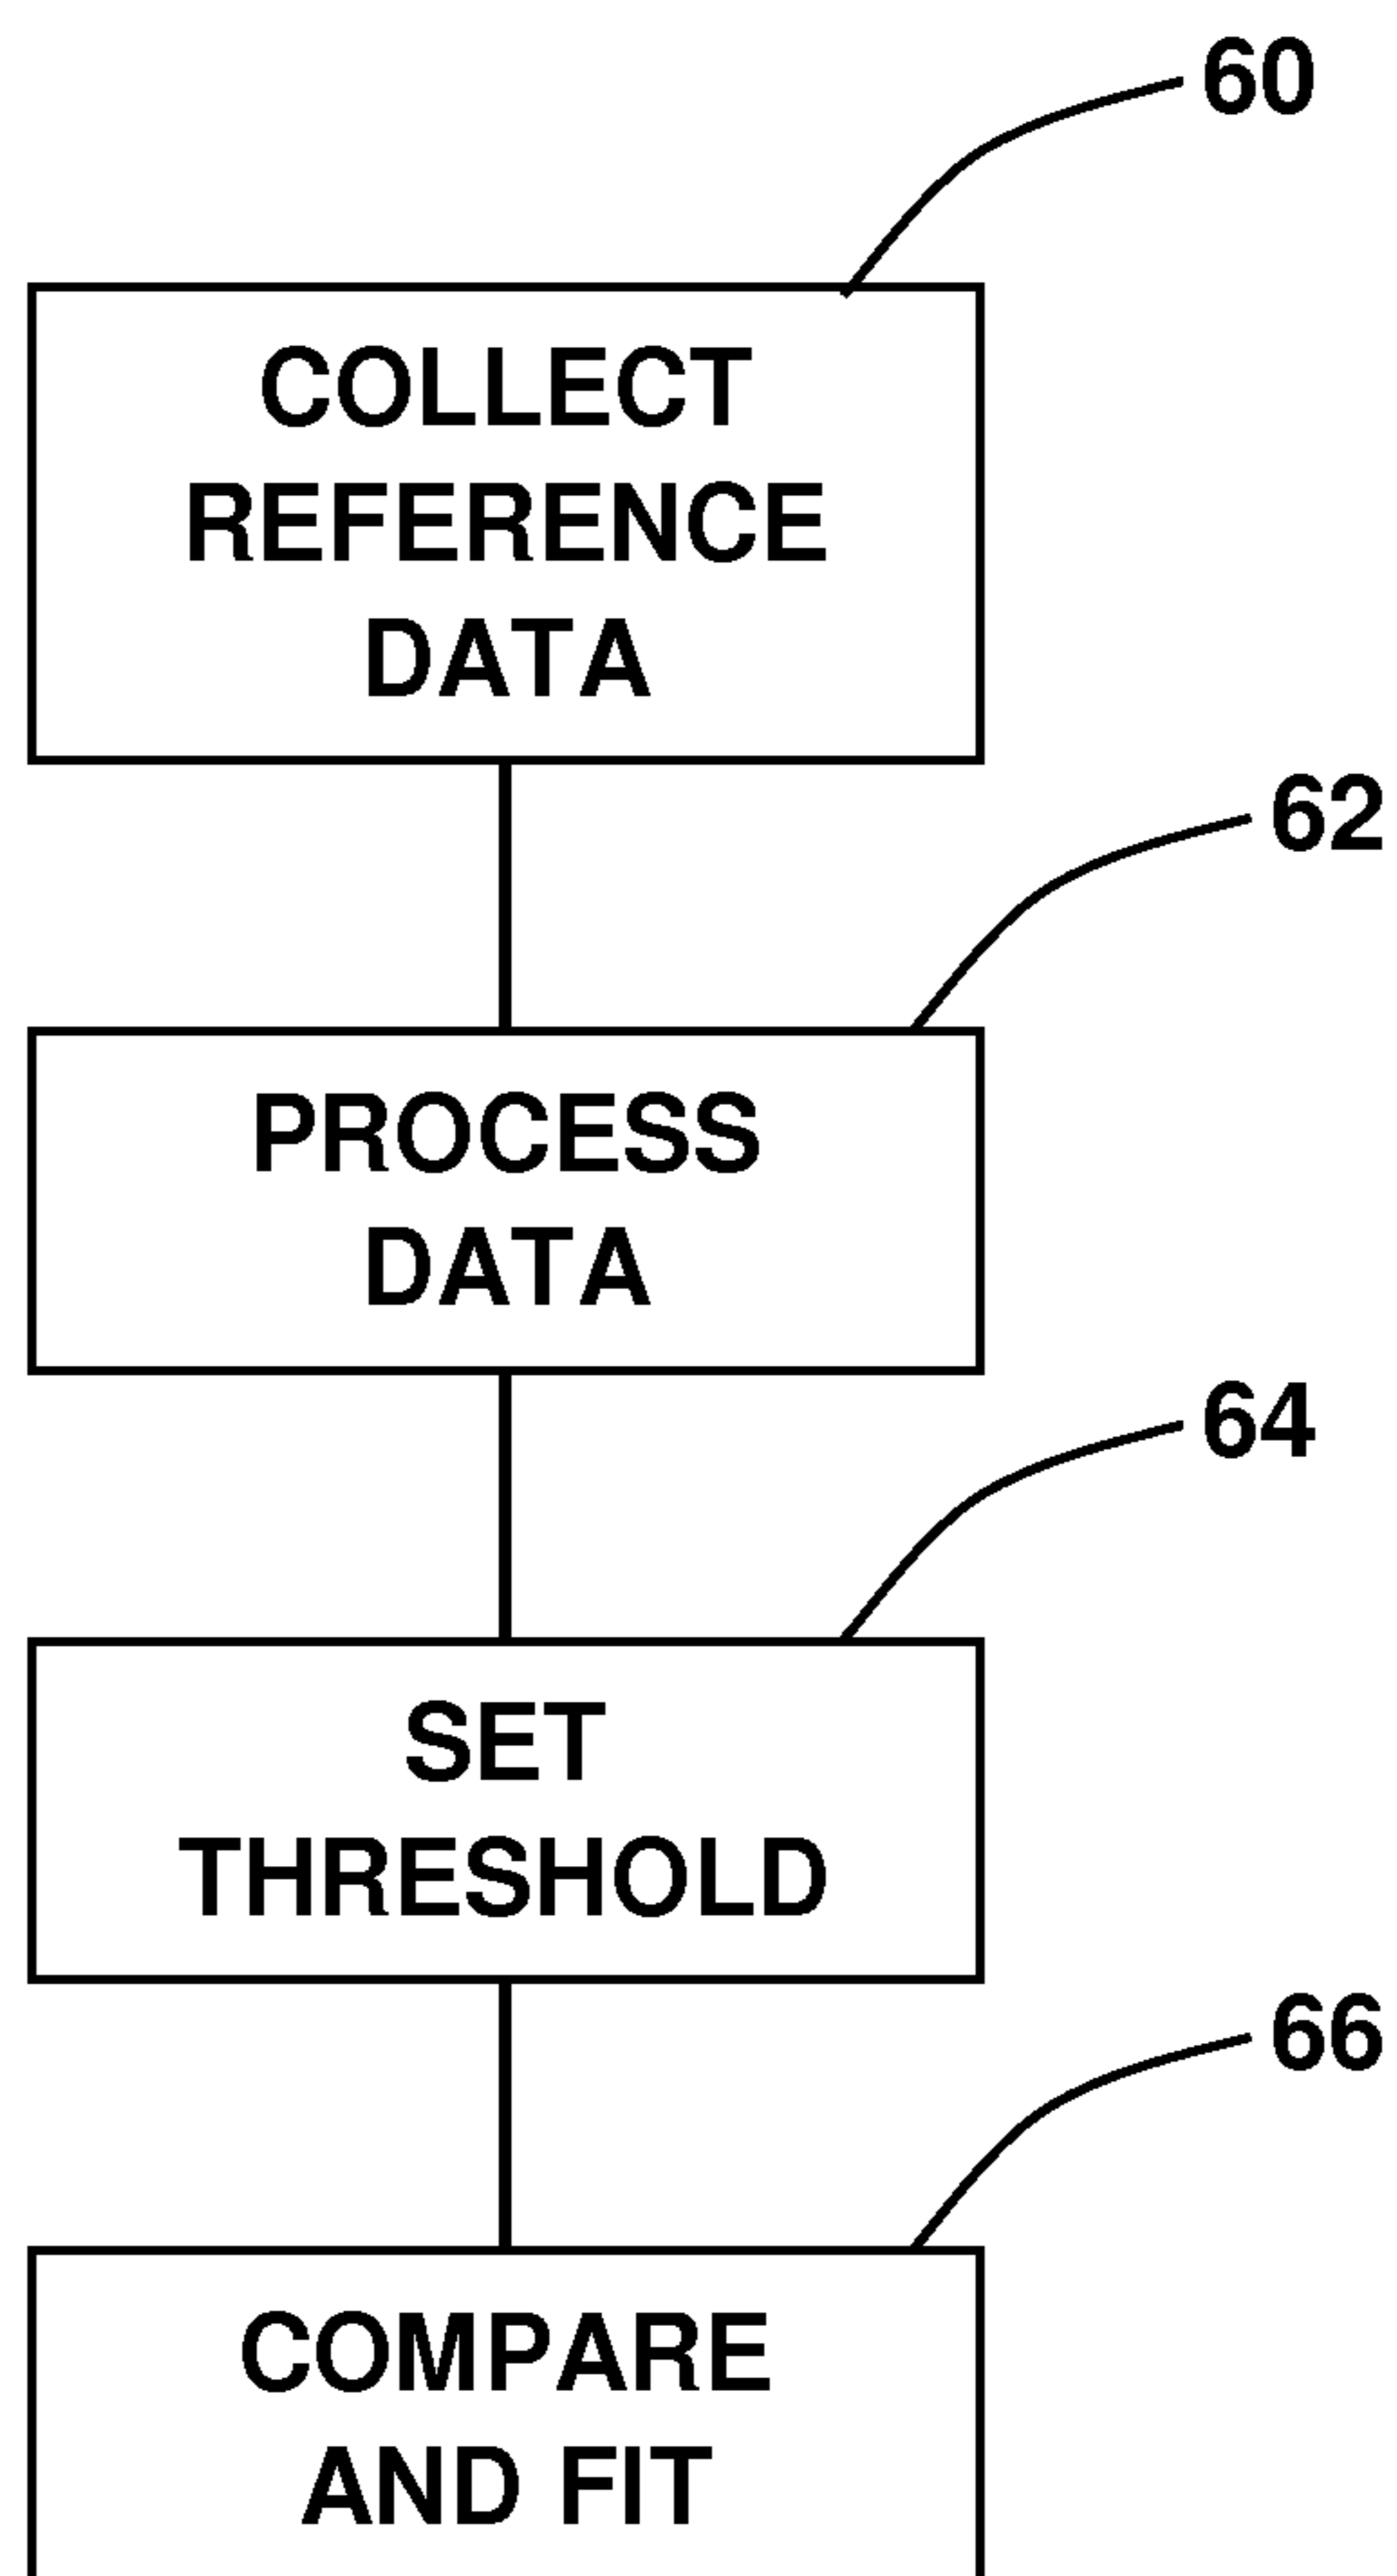 60
COLLECT
REFERENCE
DATA
62
PROCESS
DATA
64
SET
THRESHOLD
66
COMPARE
AND FIT